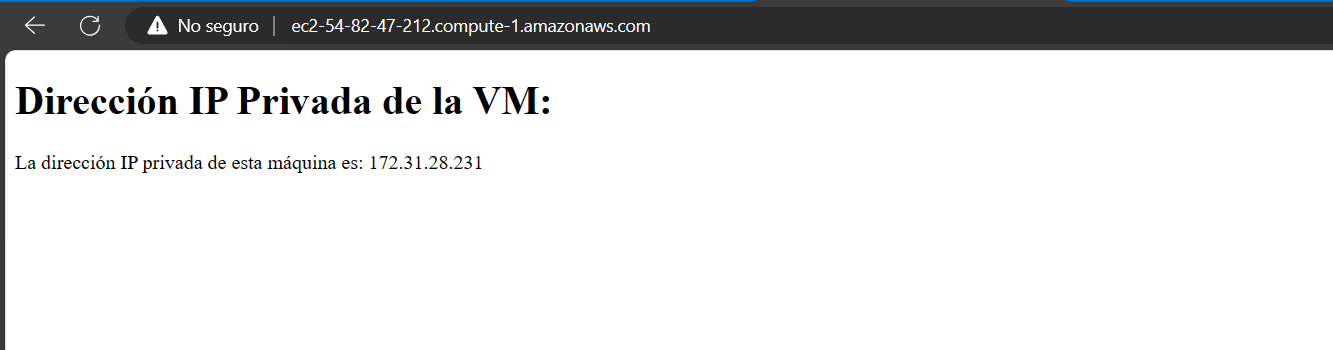 No seguro
ec2-54-82-47-212.compute-1.amazonaws.com
Dirección IP Privada de la VM:
La dirección IP privada de esta máquina es: 172.31.28.231